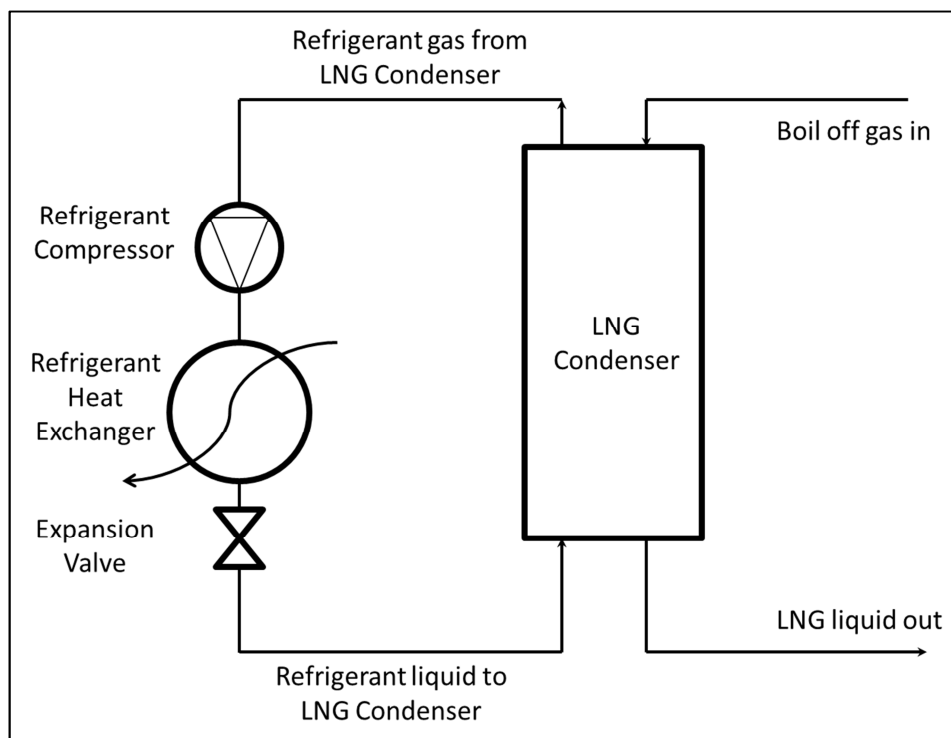 Refrigerant gas from
LNG Condenser
Boil off gas in
Refrigerant
Compressor
LNG
Condenser
Refrigerant
Heat
Exchanger
Expansion
Valve
LNG liquid out
Refrigerant liquid to
LNG Condenser